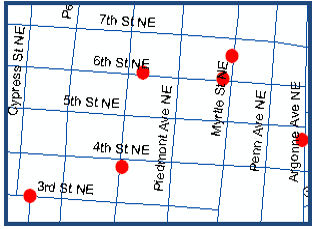 7th St NE
Pe
6th St NE
Cypress St NE
5th St NE
Piedmont Ave NE
Myrtle St NE
Penn Ave NE
Argonne Ave NE
4th St NE
3rd St NE